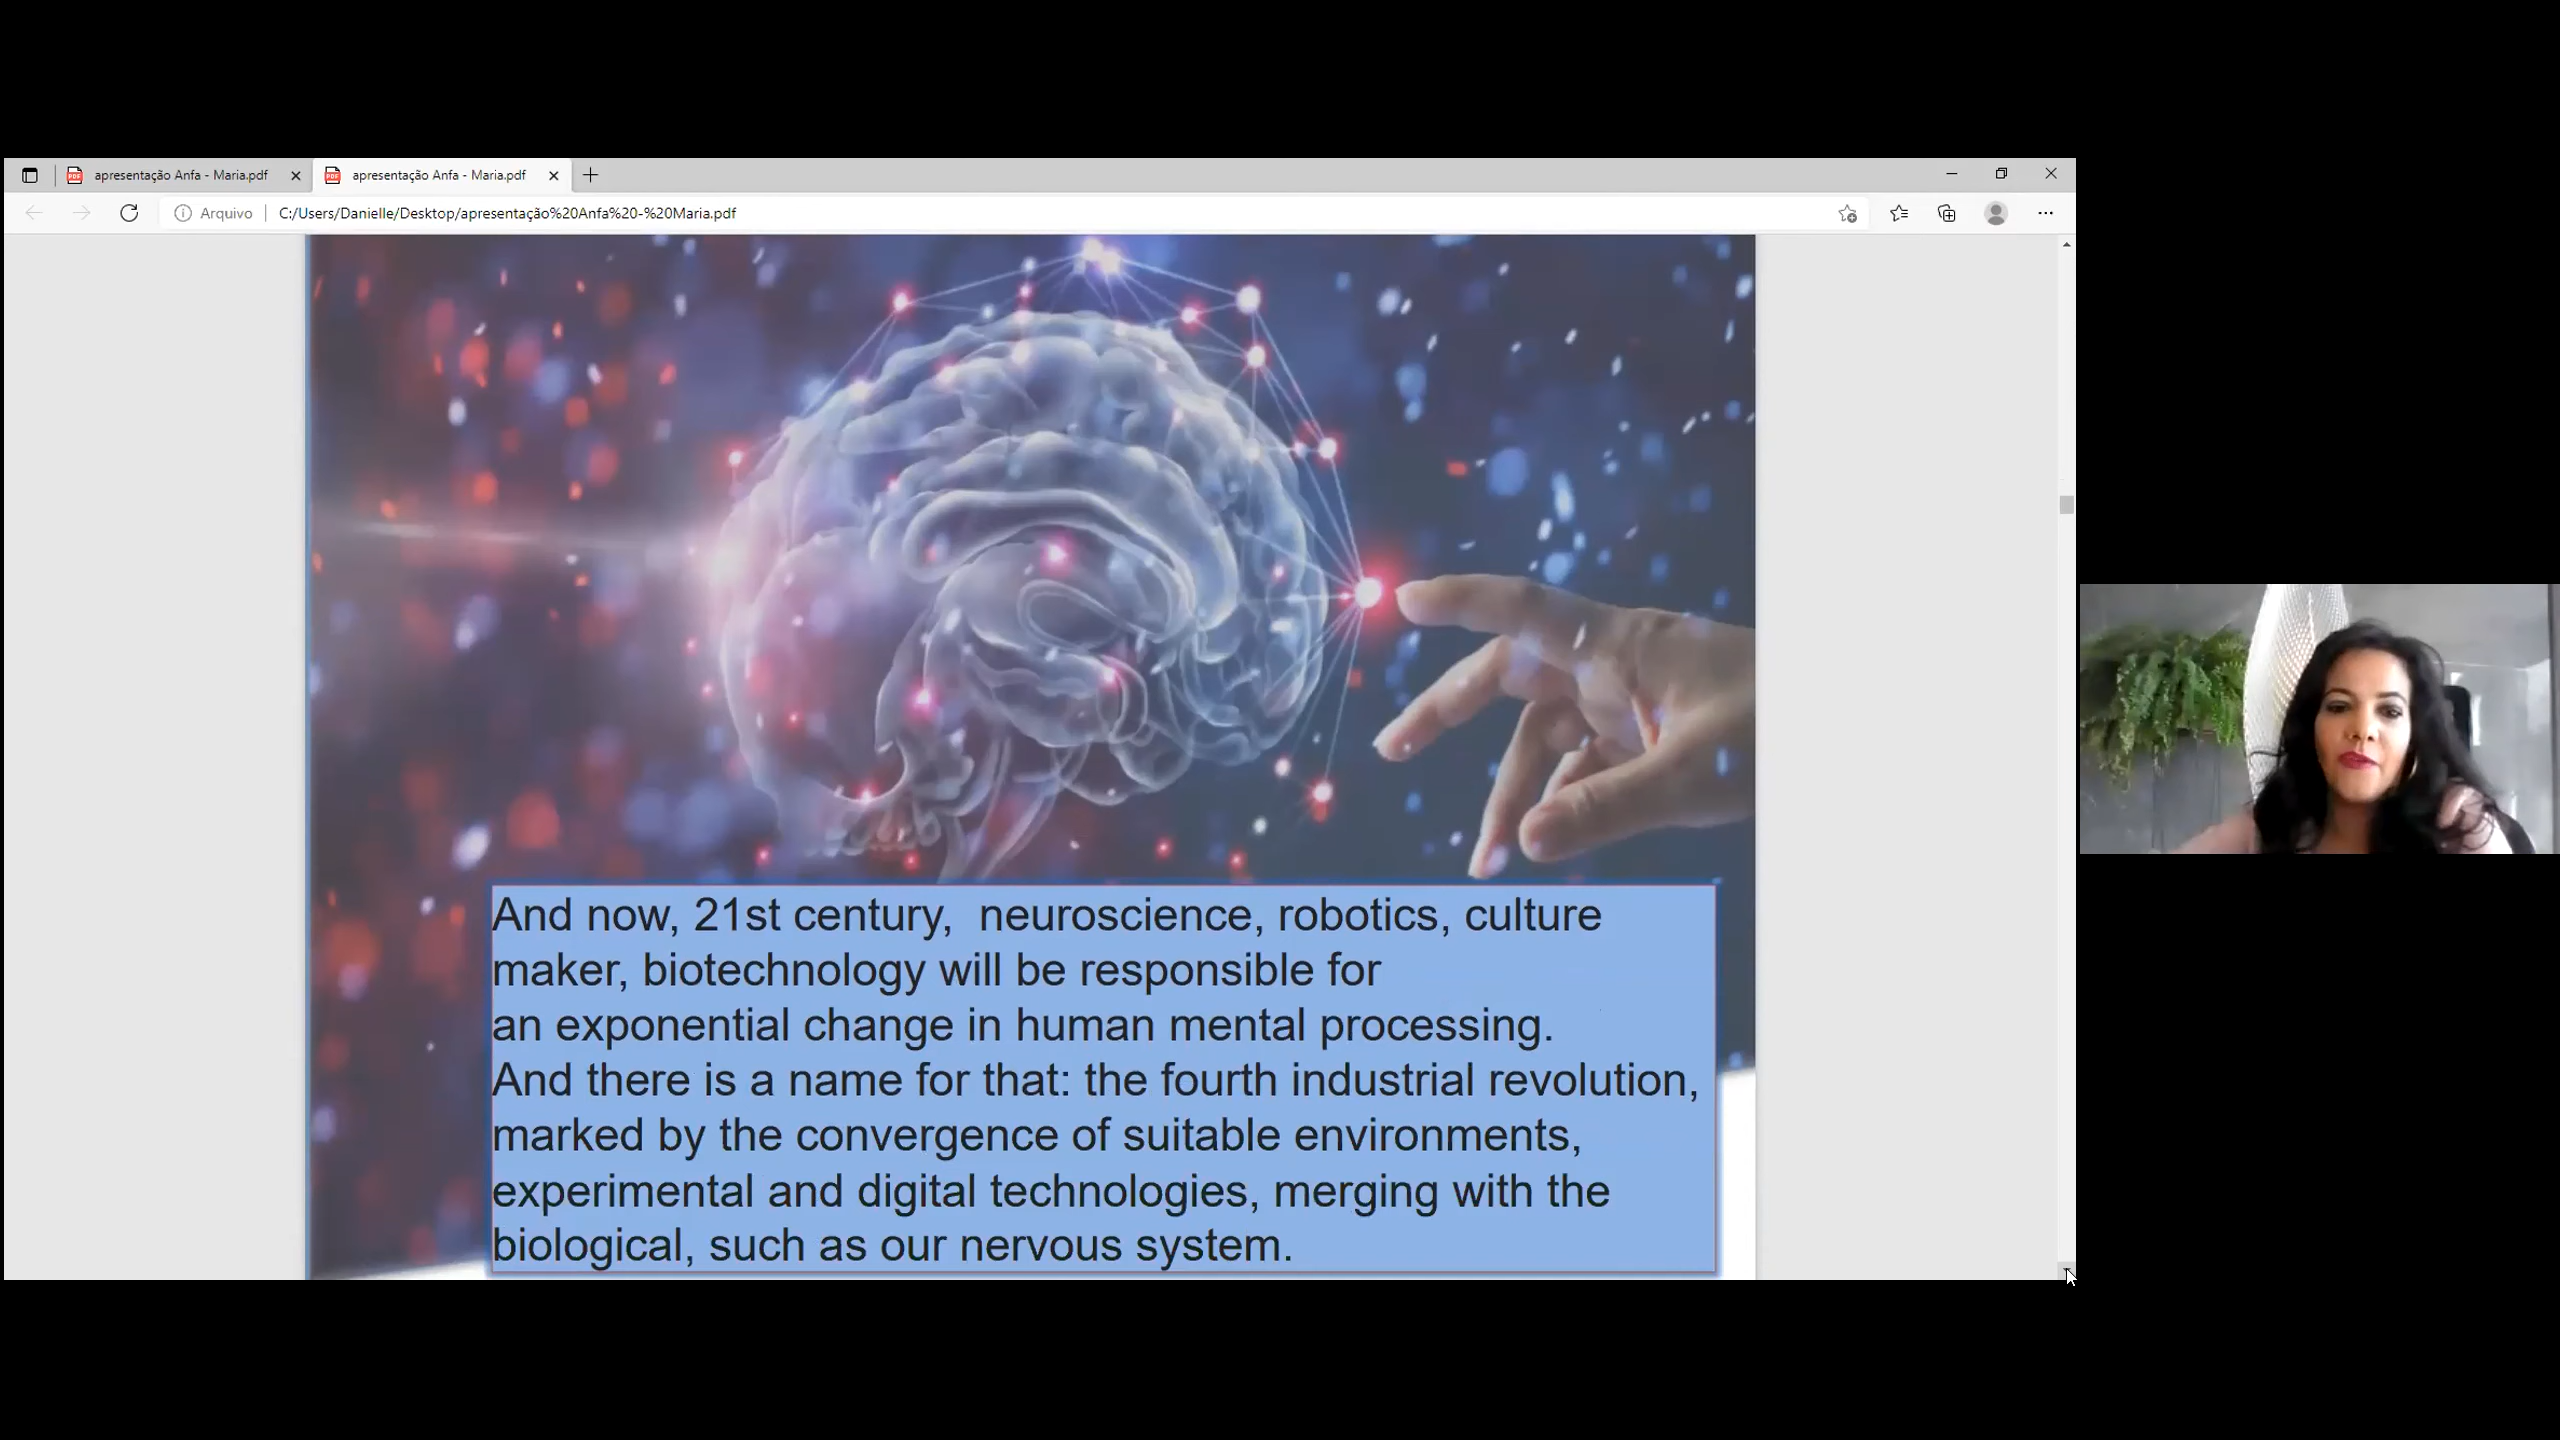 apresentação Anfa - Maria.pdf
apresentação Anfa - Maria.pdf
Arquivo
C:/Users/Danielle/Desktop/apresentação%20Anfa%20-%20Maria.pdf
And now, 21st century,  neuroscience, robotics, culture
maker, biotechnology will be responsible for
an exponential change in human mental processing.
And there is a name for that: the fourth industrial revolution,
marked by the convergence of suitable environments,
experimental and digital technologies, merging with the
biological, such as our nervous system.